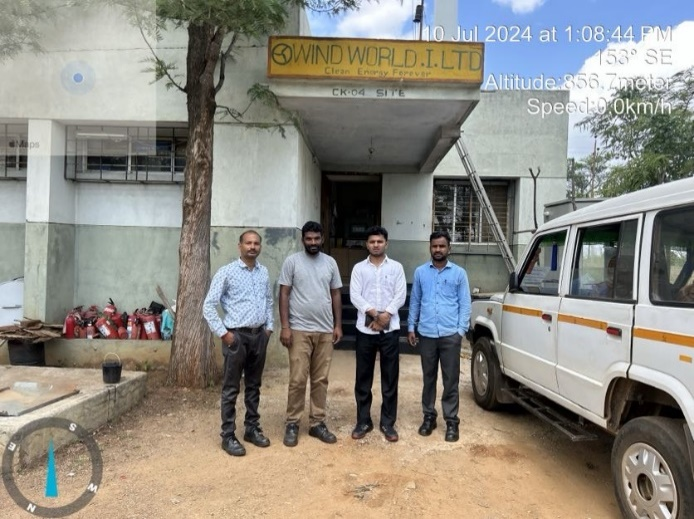 10 Jul 2024 at 1:08:44 PM
153° SE
Altitude:856.7meter
Speed:0.0km/h
WIND WORLD.I.LTD
Clean Energy Forever
CK-04 SITE
Maps
S
E
W
N